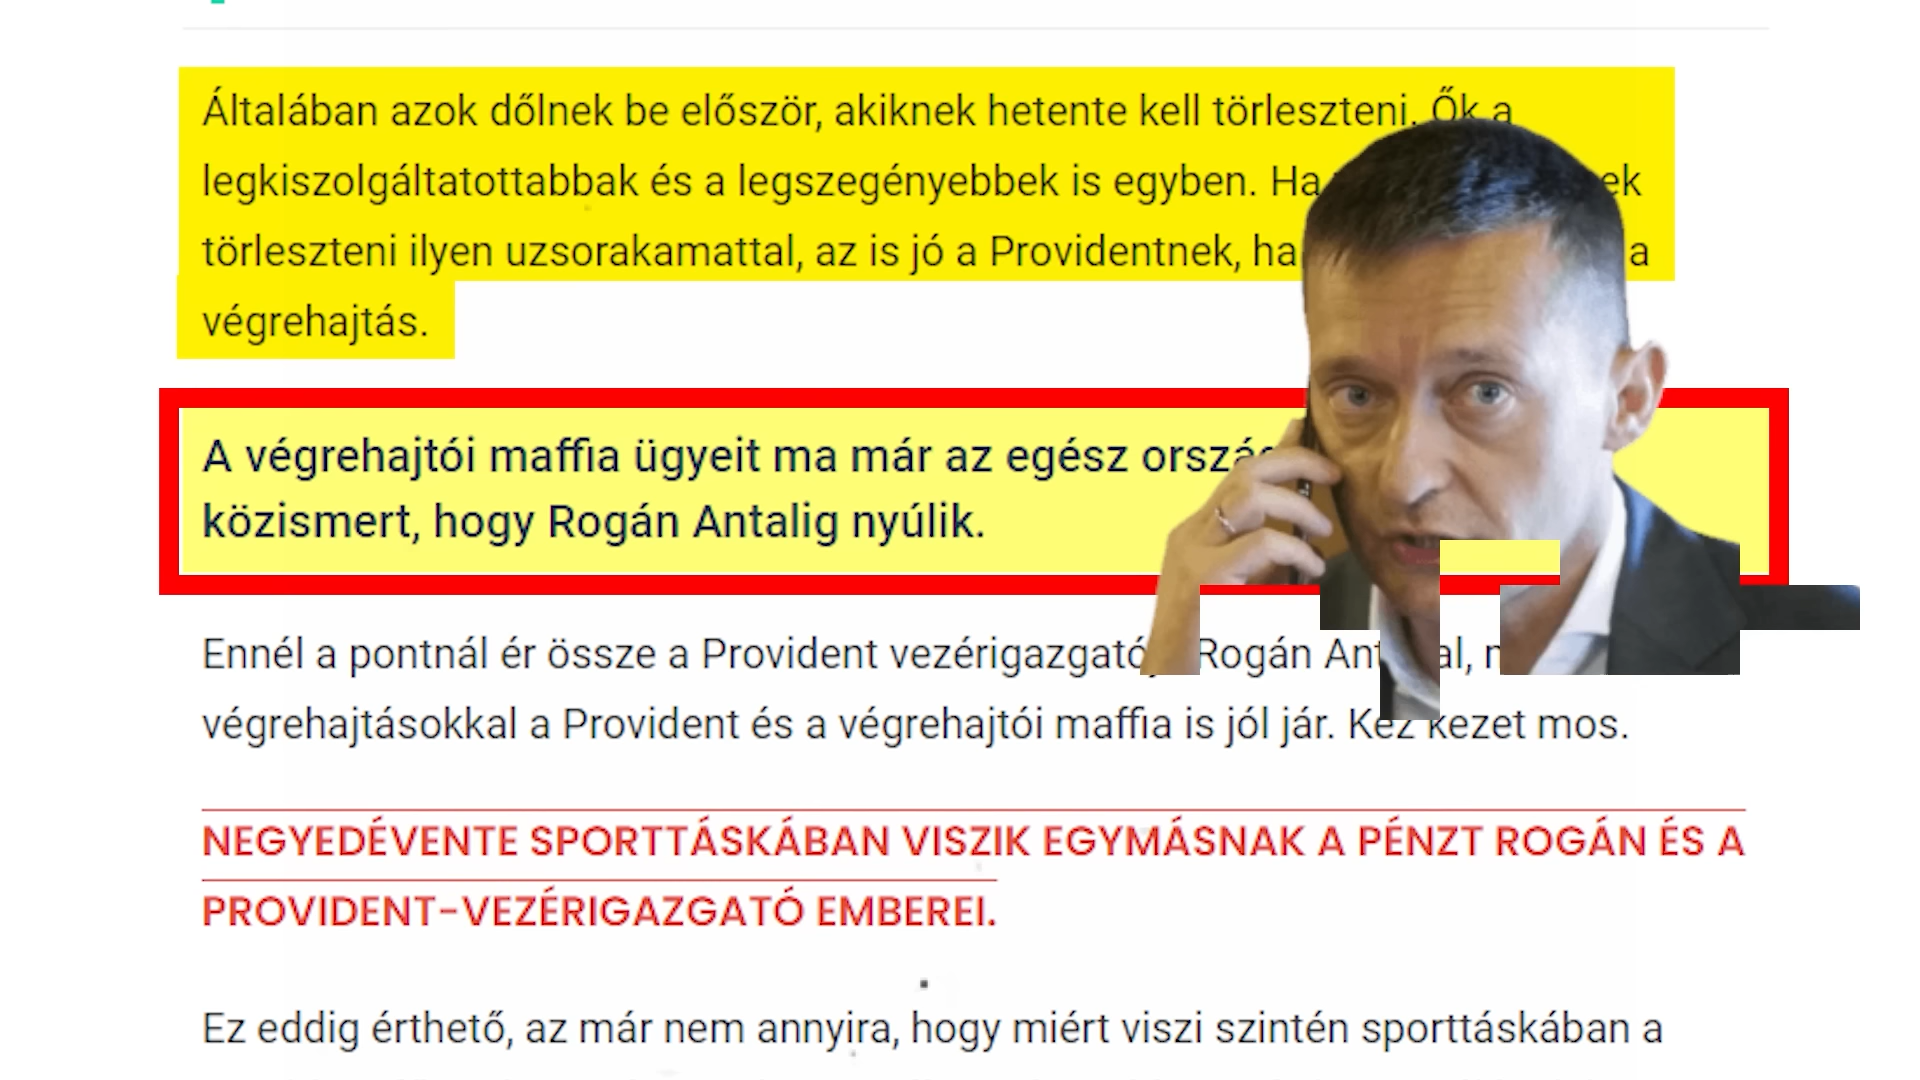 Általában azok dőlnek be először, akiknek hetente kell törleszteni. Ők a
legkiszolgáltatottabbak és a legszegényebbek is egyben. Ha
törleszteni ilyen uzsorakamattal, az is jó a Providentnek, ha a
végrehajtás.
A végrehajtói maffia ügyeit ma már az egész
közismert, hogy Rogán Antalig nyúlik.
Ennél a pontnál ér össze a Provident Rogán
végrehajtásokkal a Provident és a végrehajtói maffia is jól jár. Kéz kezet mos.
NEGYEDÉVENTE SPORTTÁSKÁBAN VISZIK EGYMÁSNAK A PÉNZT ROGÁN ÉS A
PROVIDENT-VEZÉRIGAZGATÓ EMBEREI.
Ez eddig érthető, az már nem annyira, hogy miért viszi szintén sporttáskában a